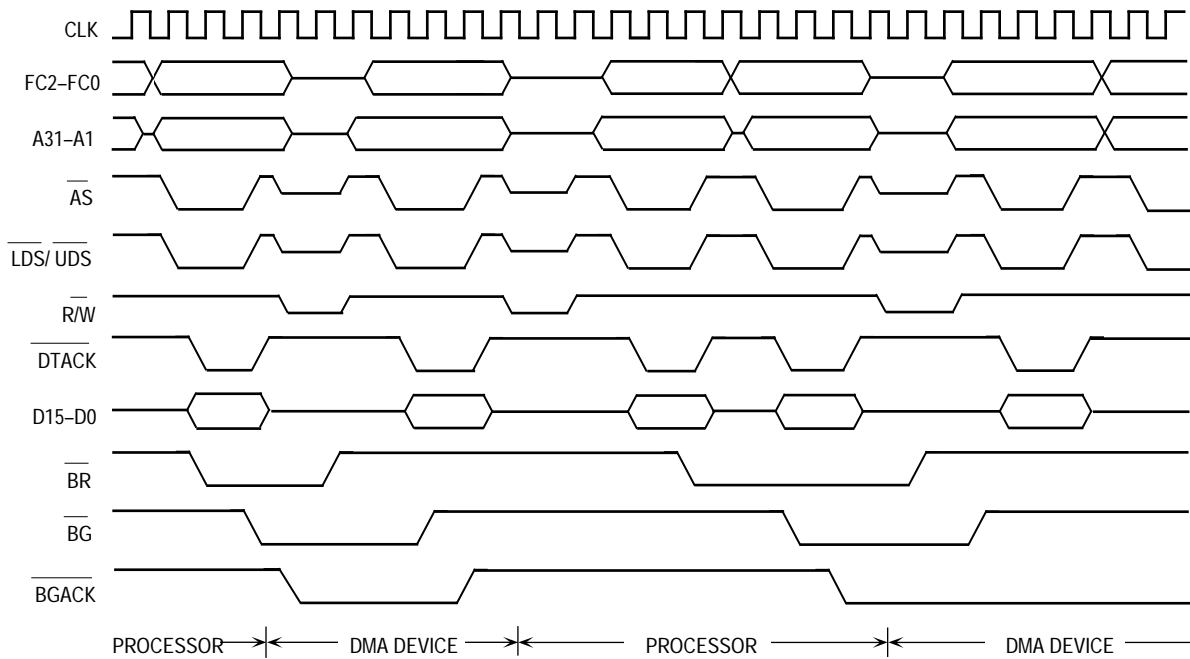 CLK
FC2–FC0
A31–A1
AS
LDS/ UDS
R/W
DTACK
D15–D0
BR
BG
BGACK
PROCESSOR DMA DEVICE PROCESSOR DMA DEVICE